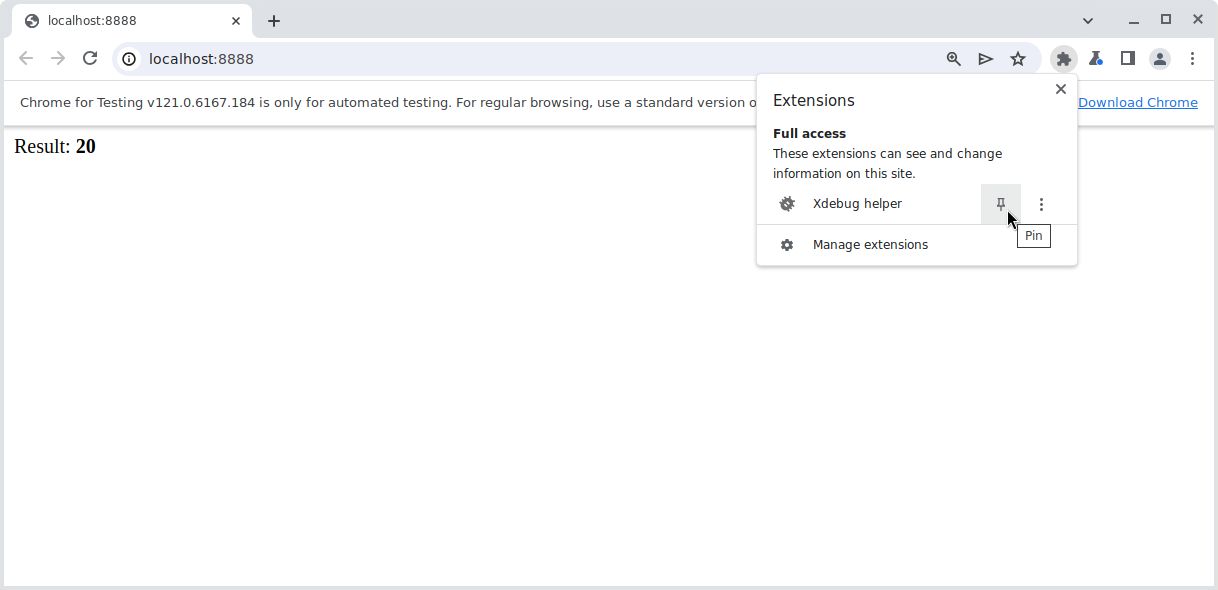 localhost:8888
localhost:8888
Chrome for Testing v121.0.6167.184 is only for automated testing. For regular browsing, use a standard version o
Download Chrome
Result: 20
Extensions
Full access
These extensions can see and change
information on this site.
Xdebug helper
Pin
Manage extensions